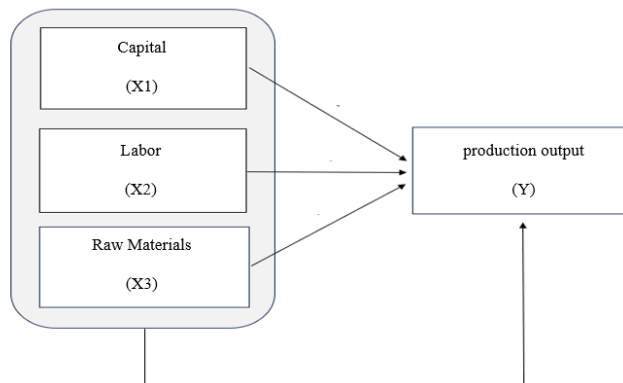 Capital
(X1)
Labor
(X2)
Raw Materials
(X3)
production output
(Y)